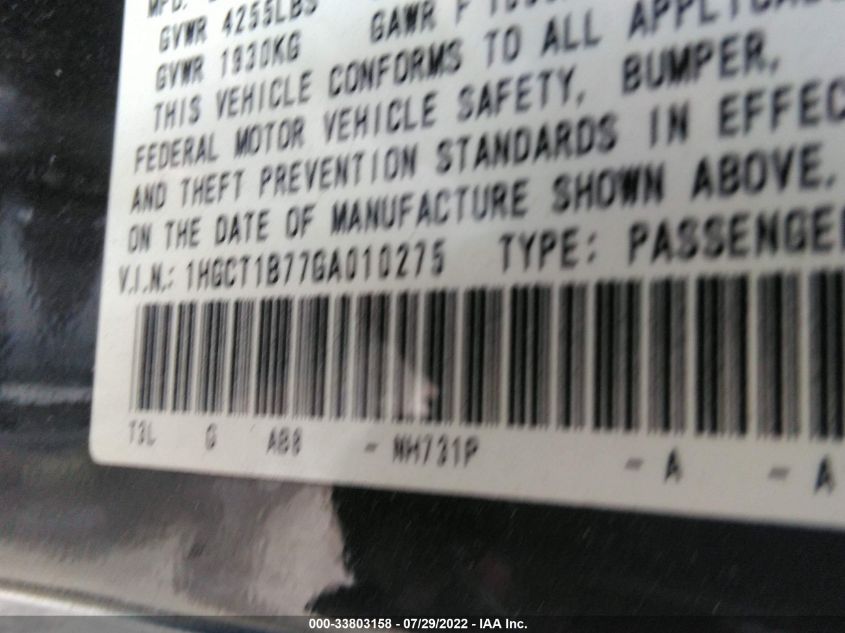 GVWR 4255LBS GAWR F
GVWR 1930KG
THIS VEHICLE CONFORMS TO ALL
FEDERAL MOTOR VEHICLE SAFETY, BUMPER,
AND THEFT PREVENTION STANDARDS IN
ON THE DATE OF MANUFACTURE SHOWN ABOVE.
V.I.N.: 1HGCT1B77GA010275 TYPE:
T3L G AB8 - NH731P - A - A
000-33803158 - 07/29/2022 - IAA Inc.